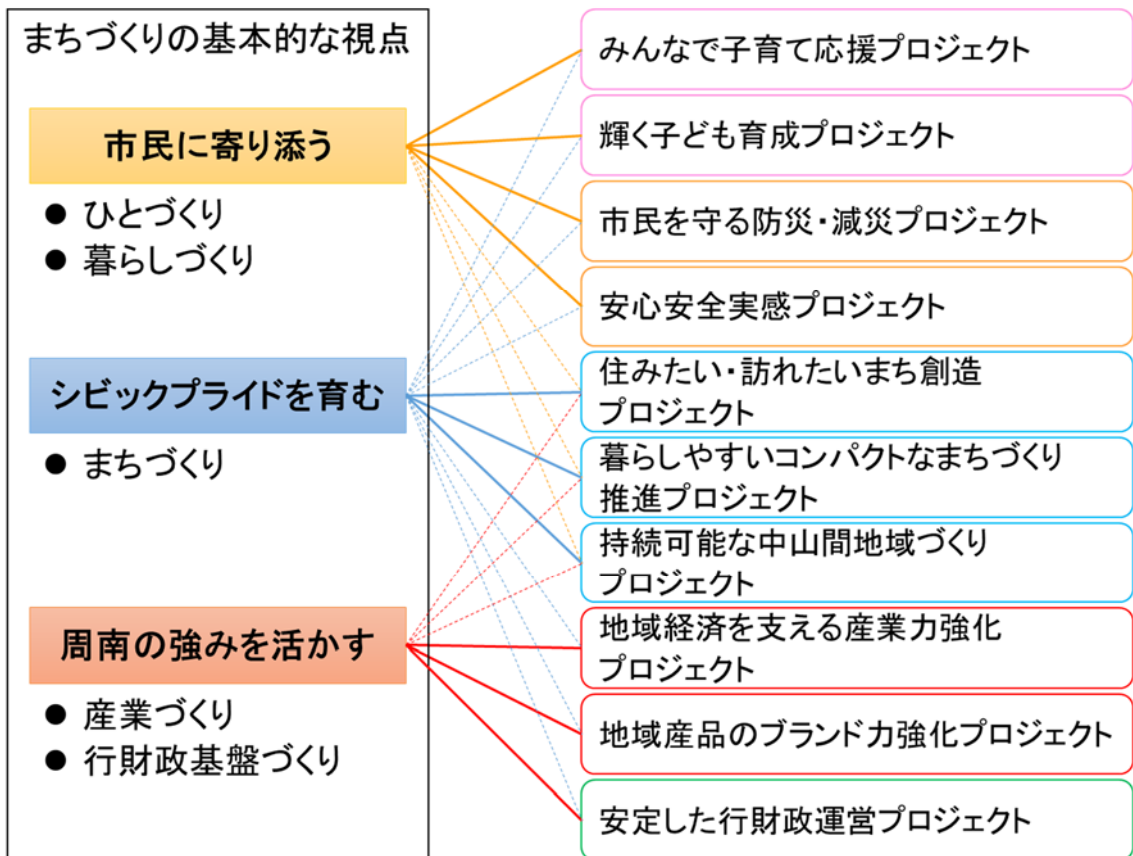 まちづくりの基本的な視点
市民に寄り添う
● ひとづくり
● 暮らしづくり
シビックプライドを育む
● まちづくり
周南の強みを活かす
● 産業づくり
● 行財政基盤づくり
みんなで子育て応援プロジェクト
輝く子ども育成プロジェクト
市民を守る防災・減災プロジェクト
安心安全実感プロジェクト
住みたい・訪れたいまち創造
プロジェクト
暮らしやすいコンパクトなまちづくり
推進プロジェクト
持続可能な中山間地域づくり
プロジェクト
地域経済を支える産業力強化
プロジェクト
地域産品のブランド力強化プロジェクト
安定した行財政運営プロジェクト